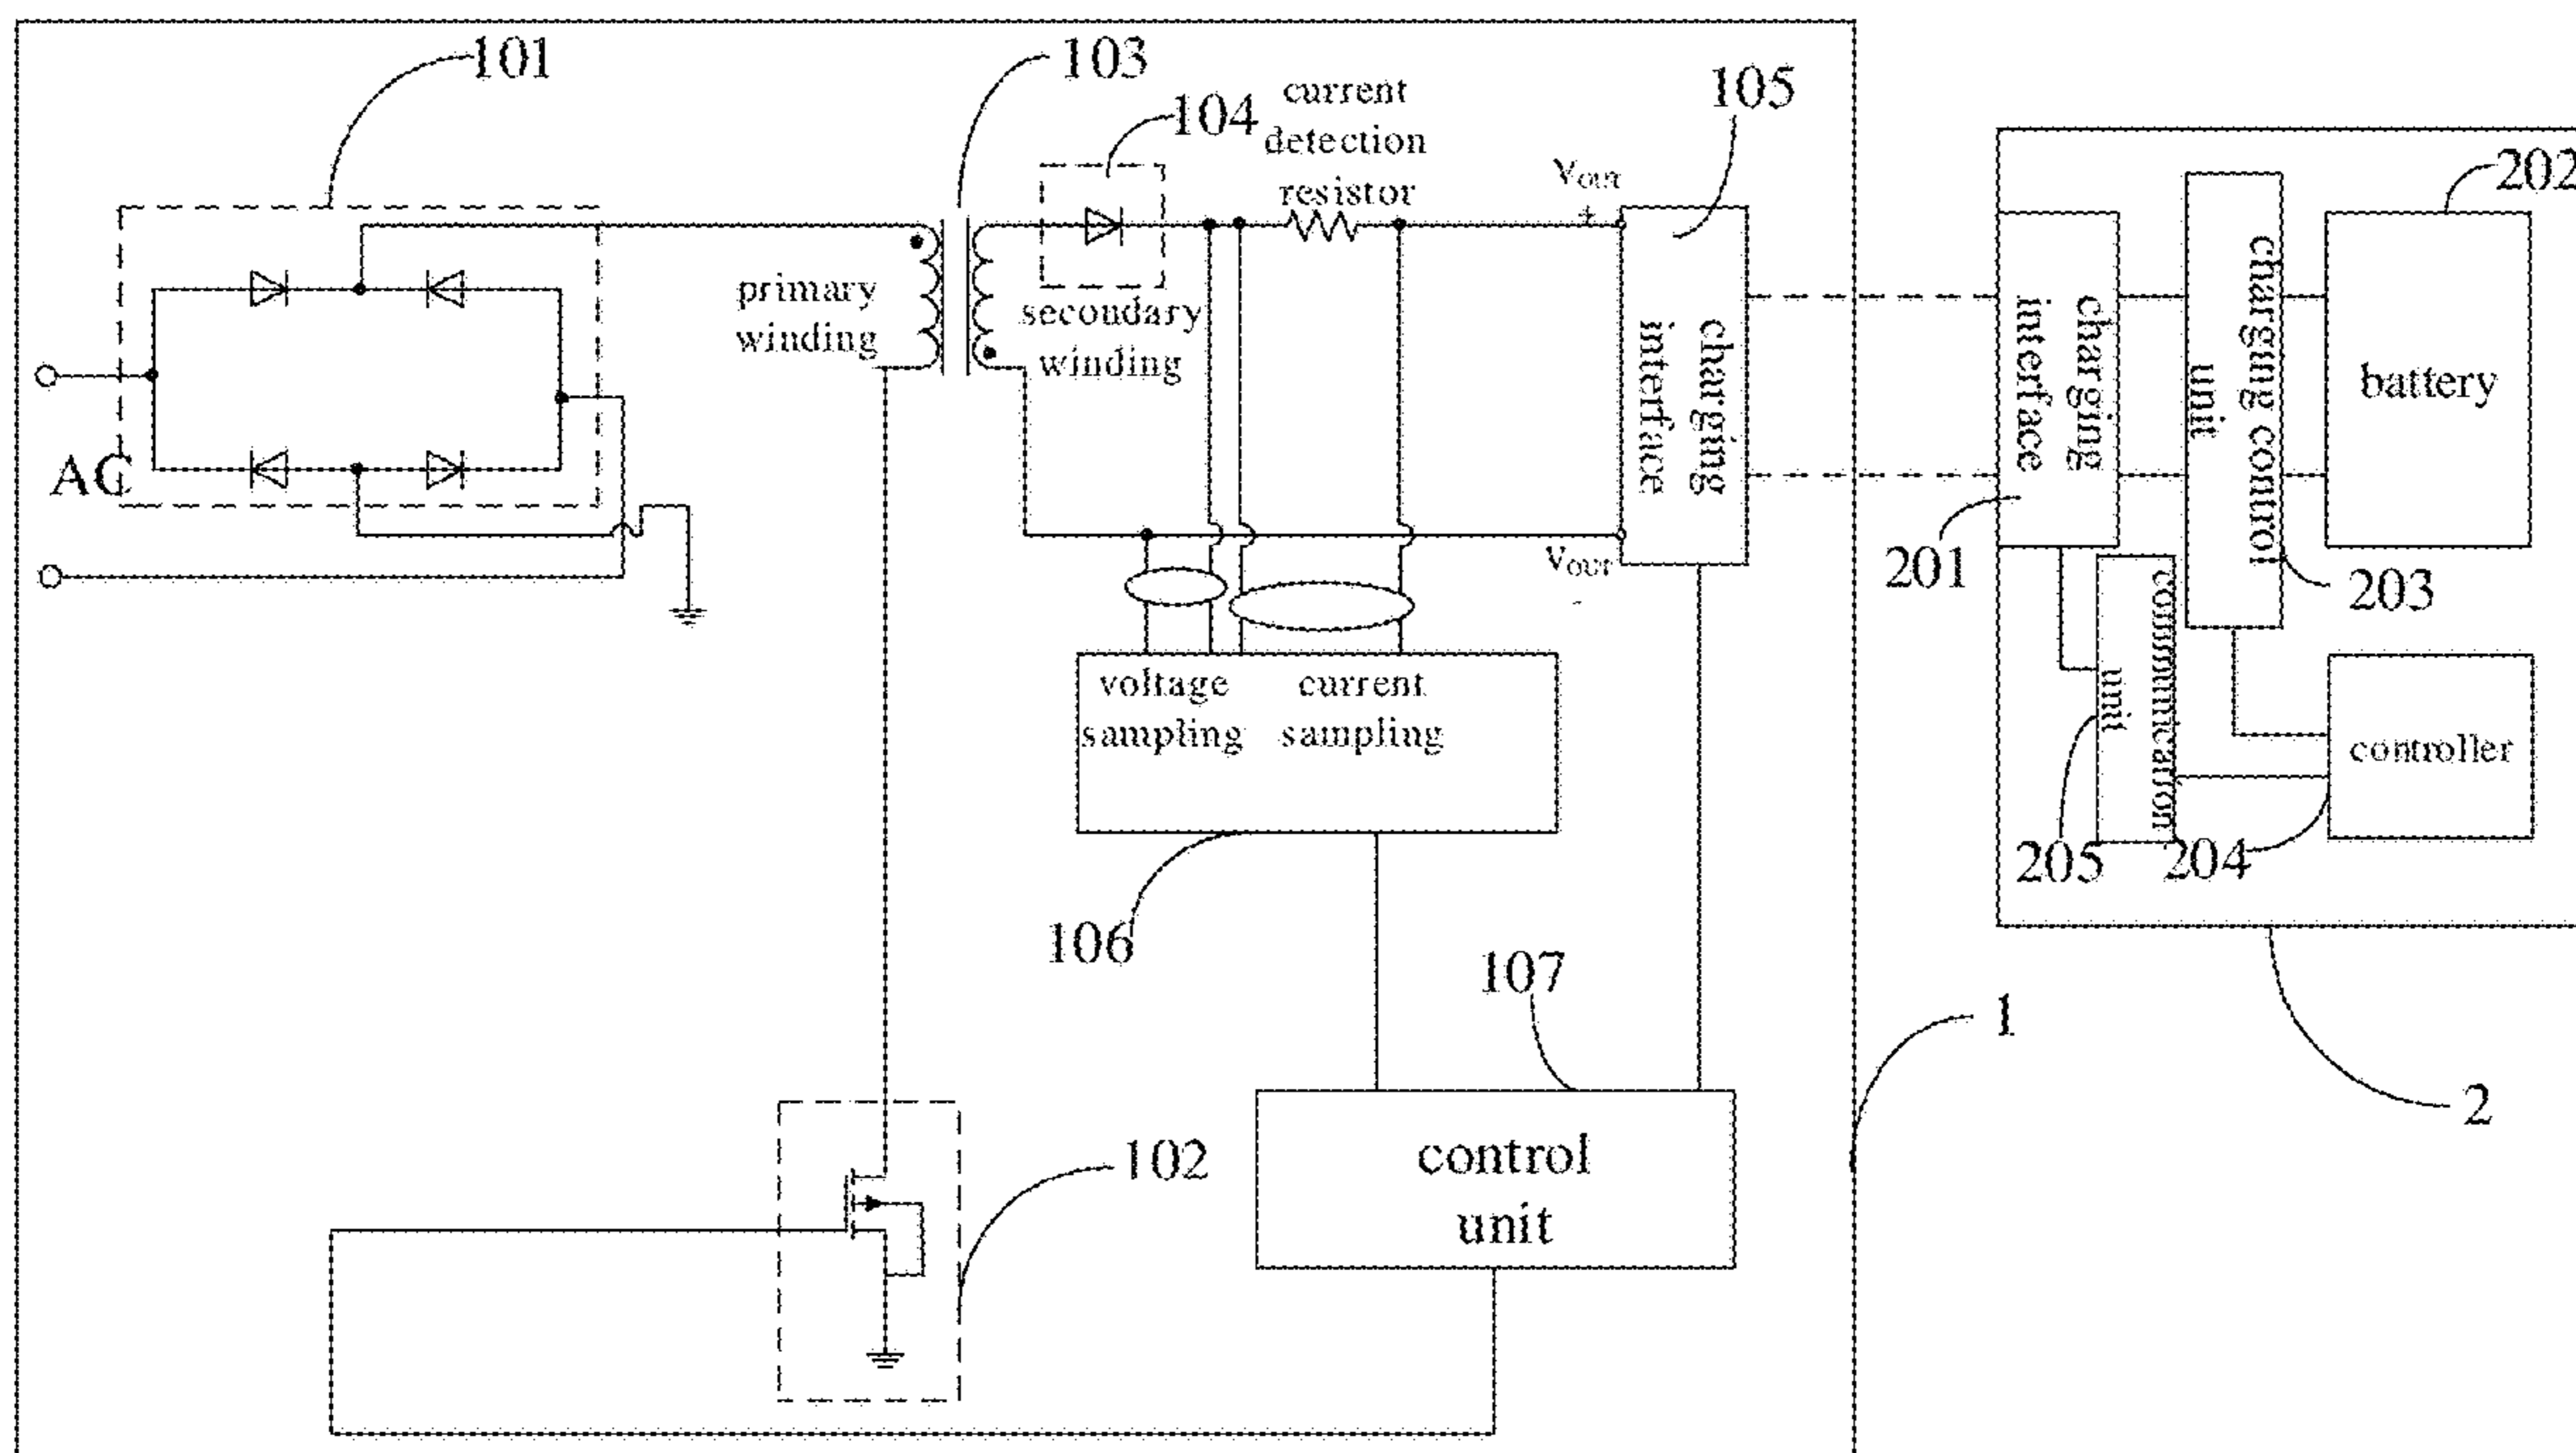 101
103
104
current
detection
resistor
105
VOUT
+
202
primary
winding
secoudary
winding
charging
interface
charging
interface
charging control
unit
battery
AC
201
VOUT
-
203
voltage
sampling
current
sampling
communication
unit
controller
205
204
106
107
1
2
control
unit
102